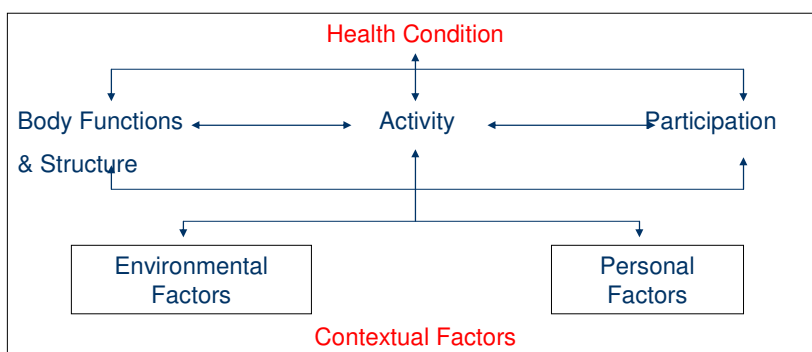 Health Condition
Body Functions
& Structure
Activity
Participation
Environmental
Factors
Personal
Factors
Contextual Factors